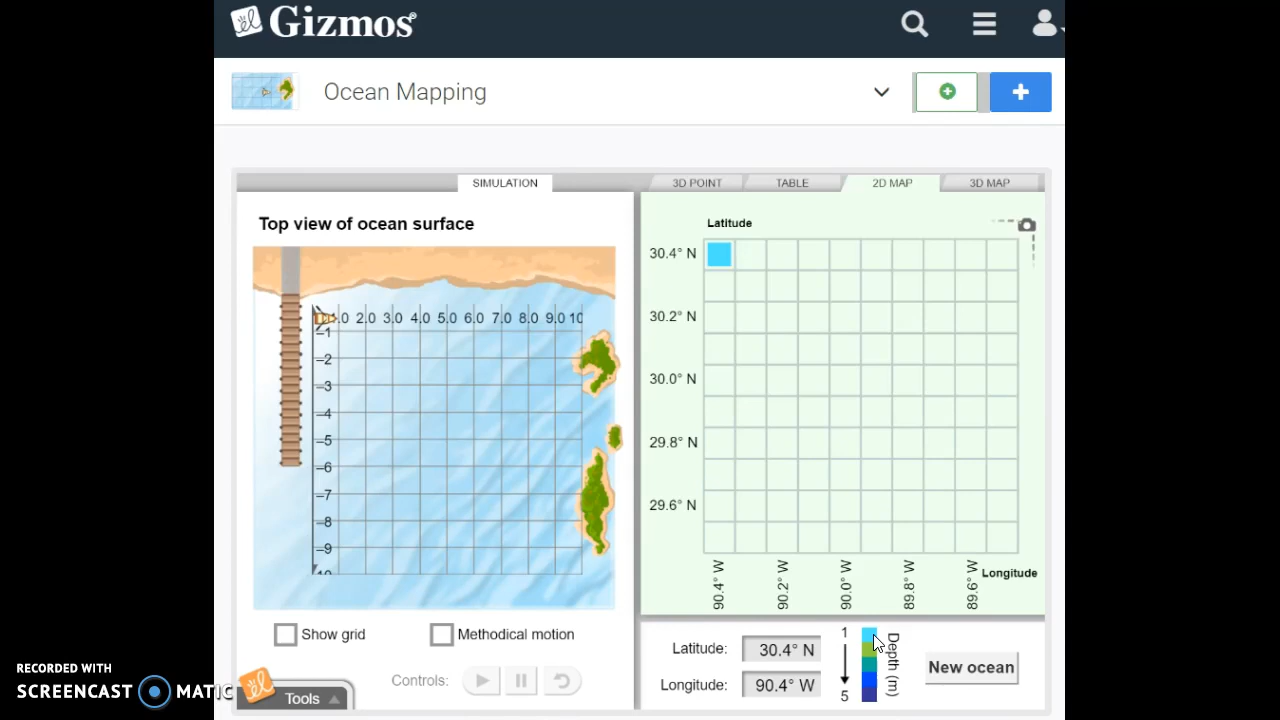 Gizmos
Ocean Mapping
SIMULATION
3D POINT
TABLE
2D MAP
3D MAP
Top view of ocean surface
Latitude
30.4° N
30.2° N
30.0° N
29.8° N
29.6° N
.0 2.0 3.0 4.0 5.0 6.0 7.0 8.0 9.0 10
–1
–2
–3
–4
–5
–6
–7
–8
–9
90.4° W
90.2° W
90.0° W
89.8° W
89.6° W
Longitude
Show grid
Methodical motion
Controls:
Tools
Latitude: 30.4° N
Longitude: 90.4° W
1
5
Depth (m)
New ocean
RECORDED WITH
SCREENCAST MATIC